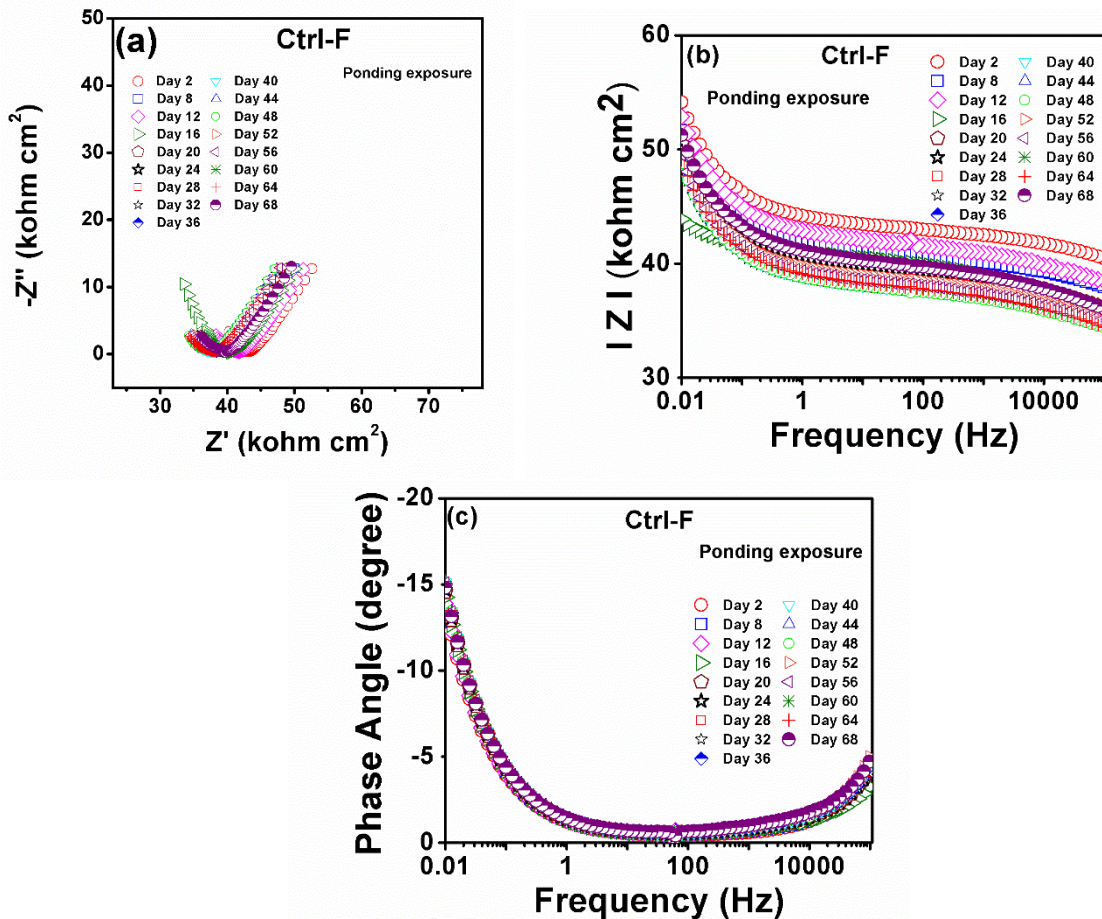 (a)
Ctrl-F
Ponding exposure
Day 2 Day 40
Day 8 Day 44
Day 12 Day 48
Day 16 Day 52
Day 20 Day 56
Day 24 Day 60
Day 28 Day 64
Day 32 Day 68
Day 36
50
40
30
20
10
0
-Z" (kohm cm2)
30 40 50 60 70
Z' (kohm cm2)
(b)
Ctrl-F
Ponding exposure
Day 2 Day 40
Day 8 Day 44
Day 12 Day 48
Day 16 Day 52
Day 20 Day 56
Day 24 Day 60
Day 28 Day 64
Day 32 Day 68
Day 36
60
50
40
30
I Z I (kohm cm2)
0.01 1 100 10000
Frequency (Hz)
(c)
Ctrl-F
Ponding exposure
Day 2 Day 40
Day 8 Day 44
Day 12 Day 48
Day 16 Day 52
Day 20 Day 56
Day 24 Day 60
Day 28 Day 64
Day 32 Day 68
Day 36
-20
-15
-10
-5
0
Phase Angle (degree)
0.01 1 100 10000
Frequency (Hz)